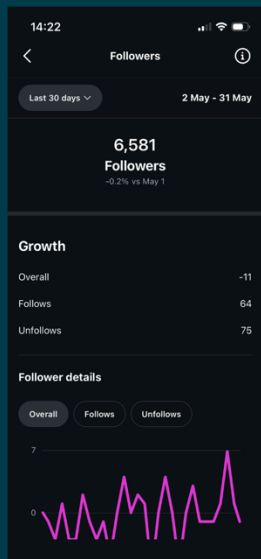 14:22
Followers
Last 30 days 2 May - 31 May
6,581
Followers
-0.2% vs May 1
Growth
Overall -11
Follows 64
Unfollows 75
Follower details
Overall Follows Unfollows
7
0